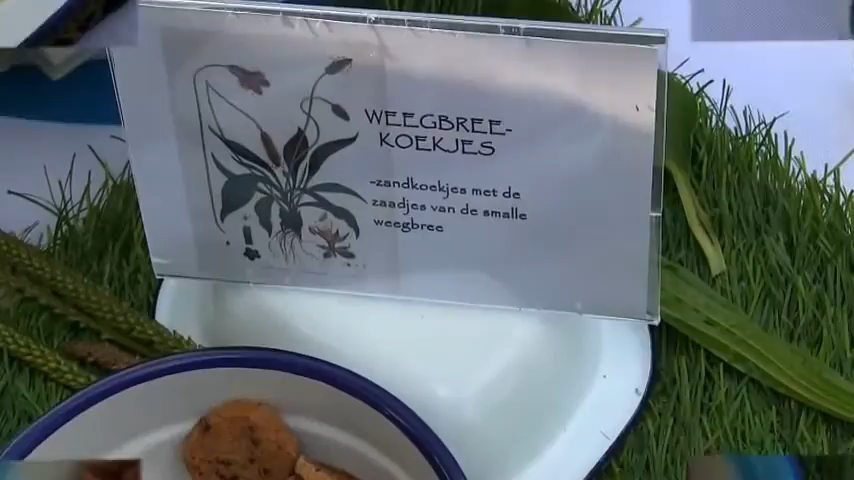 WEEGBREE-
KOEKJES
-zandkoekjes met de
zaadjes van de smalle
weegbree